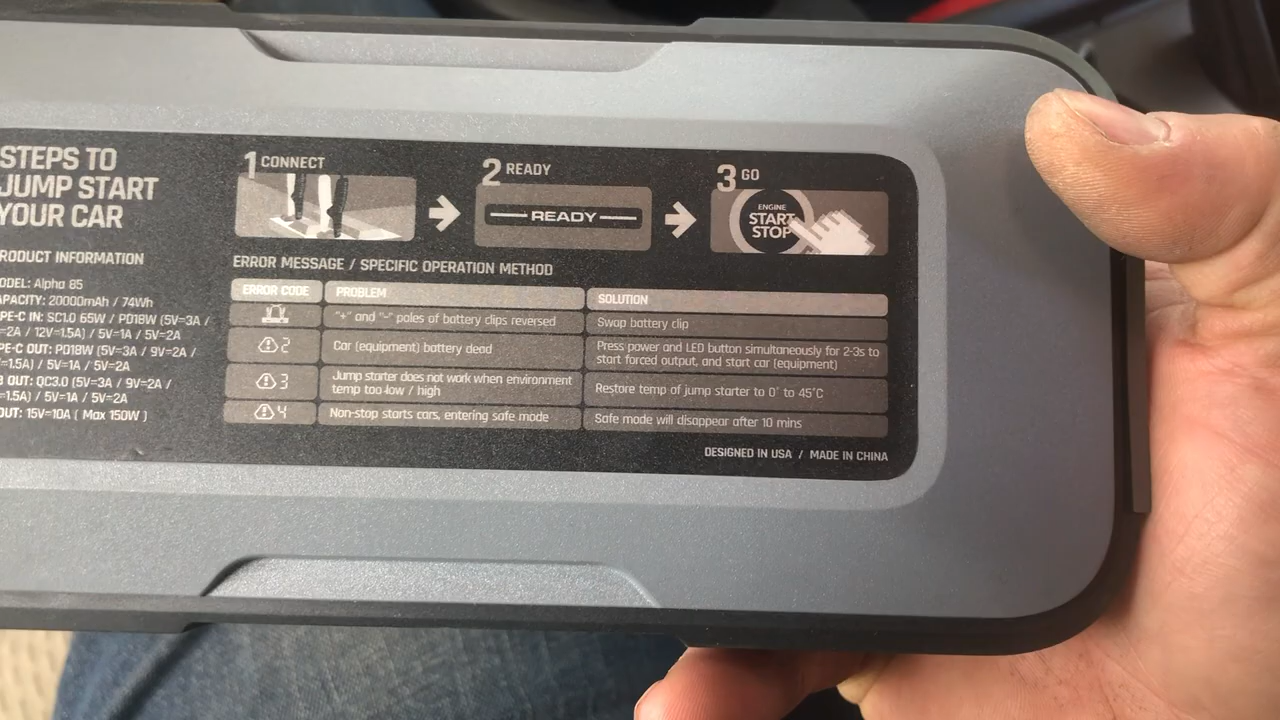 STEPS TO
JUMP START
YOUR CAR
1 CONNECT
2 READY
READY
3 GO
ENGINE
START
STOP
RODUCT INFORMATION
ODEL: Alpha 85
APACITY: 20000mAh / 74Wh
PE-C IN: SC1.0 65W / PD18W (5V=3A /
=2A / 12V=1.5A) / 5V=1A / 5V=2A
PE-C OUT: PD18W (5V=3A / 9V=2A /
=1.5A) / 5V=1A / 5V=2A
B OUT: QC3.0 (5V=3A / 9V=2A /
=1.5A) / 5V=1A / 5V=2A
OUT: 15V=10A ( Max 150W )
ERROR MESSAGE / SPECIFIC OPERATION METHOD
ERROR CODE PROBLEM SOLUTION
"+" and "-" poles of battery clips reversed Swap battery clip
2 Car (equipment) battery dead Press power and LED button simultaneously for 2-3s to
start forced output, and start car (equipment)
3 Jump starter does not work when environment
temp too low / high Restore temp of jump starter to 0° to 45°C
4 Non-stop starts cars, entering safe mode Safe mode will disappear after 10 mins
DESIGNED IN USA / MADE IN CHINA